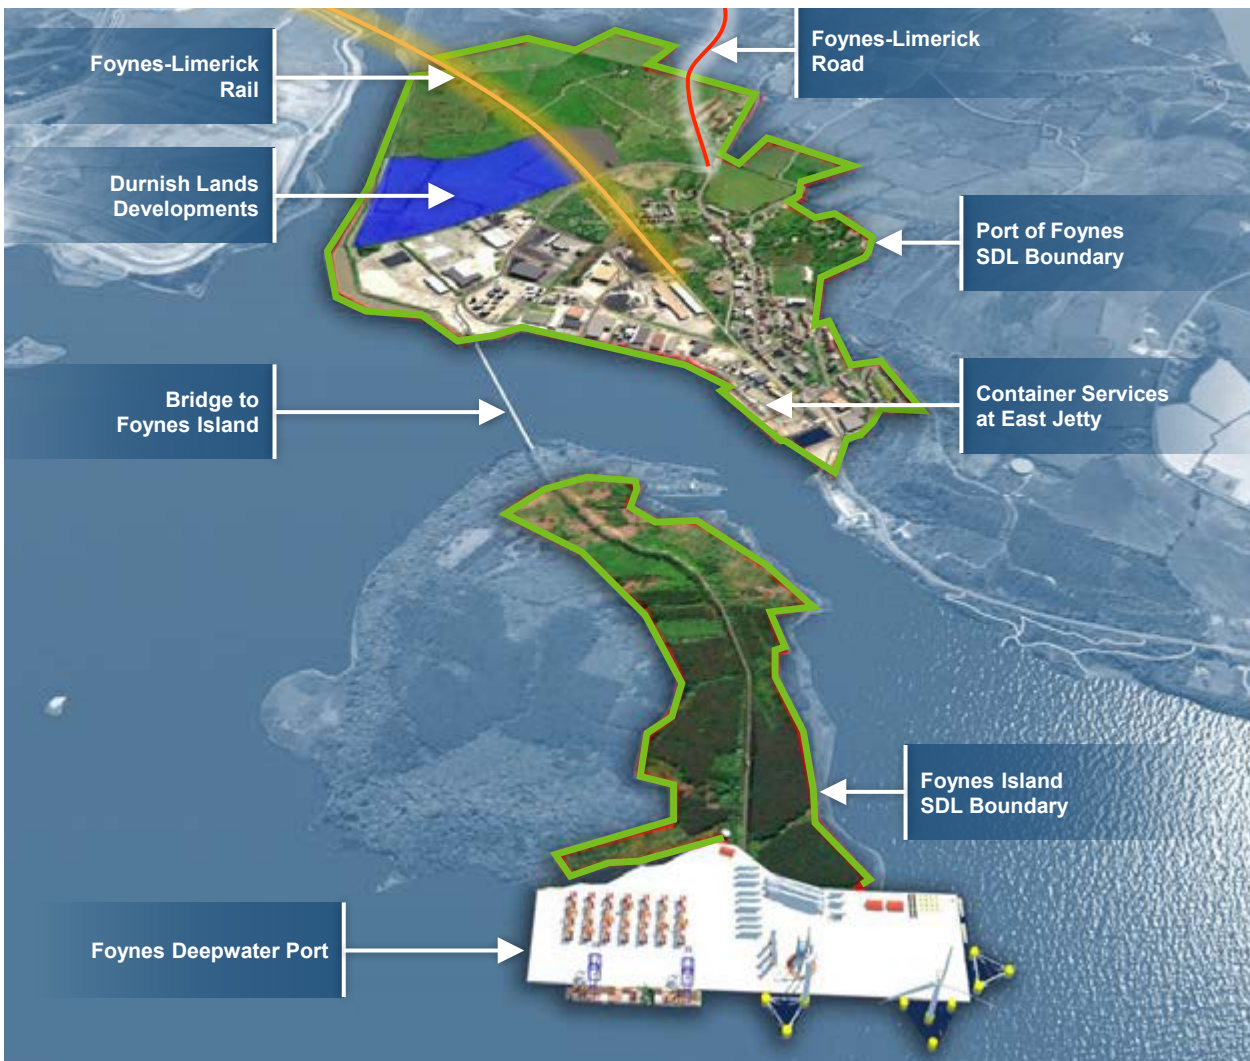 Foynes-Limerick
Rail
Foynes-Limerick
Road
Durnish Lands
Developments
Port of Foynes
SDL Boundary
Bridge to
Foynes Island
Container Services
at East Jetty
Foynes Island
SDL Boundary
Foynes Deepwater Port